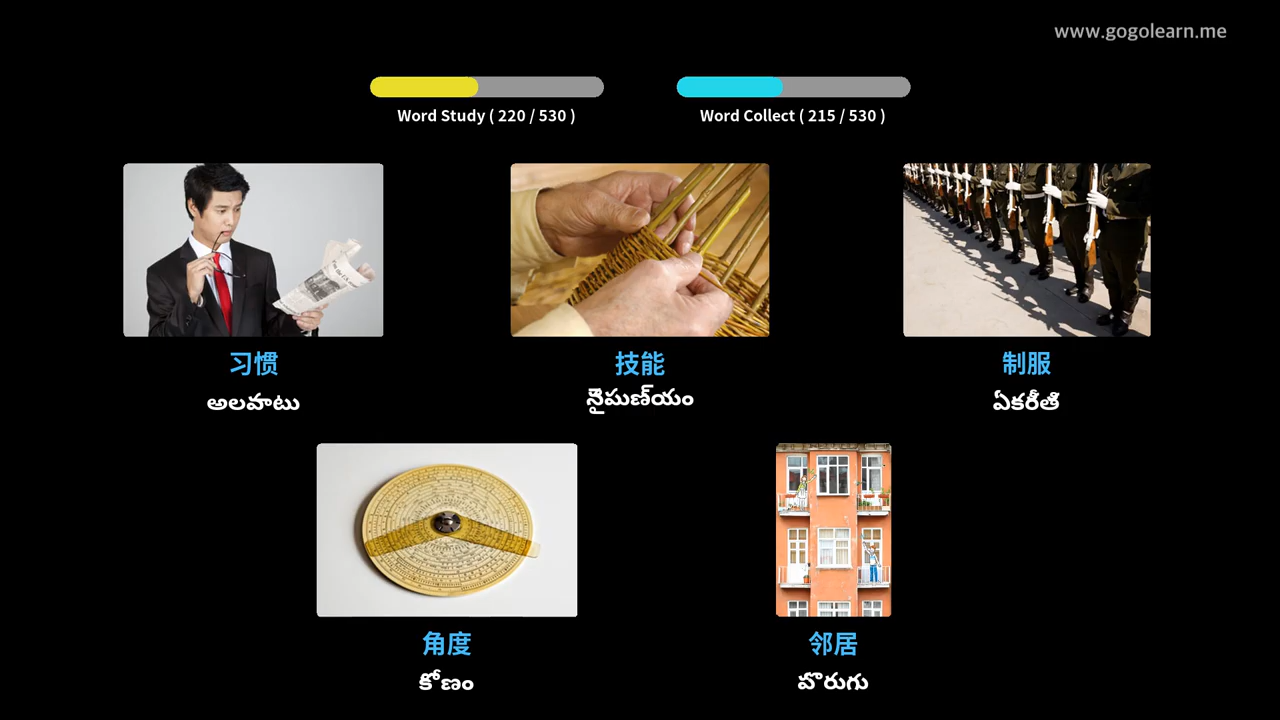 www.gogolearn.me
Word Study ( 220 / 530 )
Word Collect ( 215 / 530 )
习惯
అలవాటు
技能
నైపుణ్యం
制服
ఏకరీతి
角度
కోణం
邻居
పొరుగు